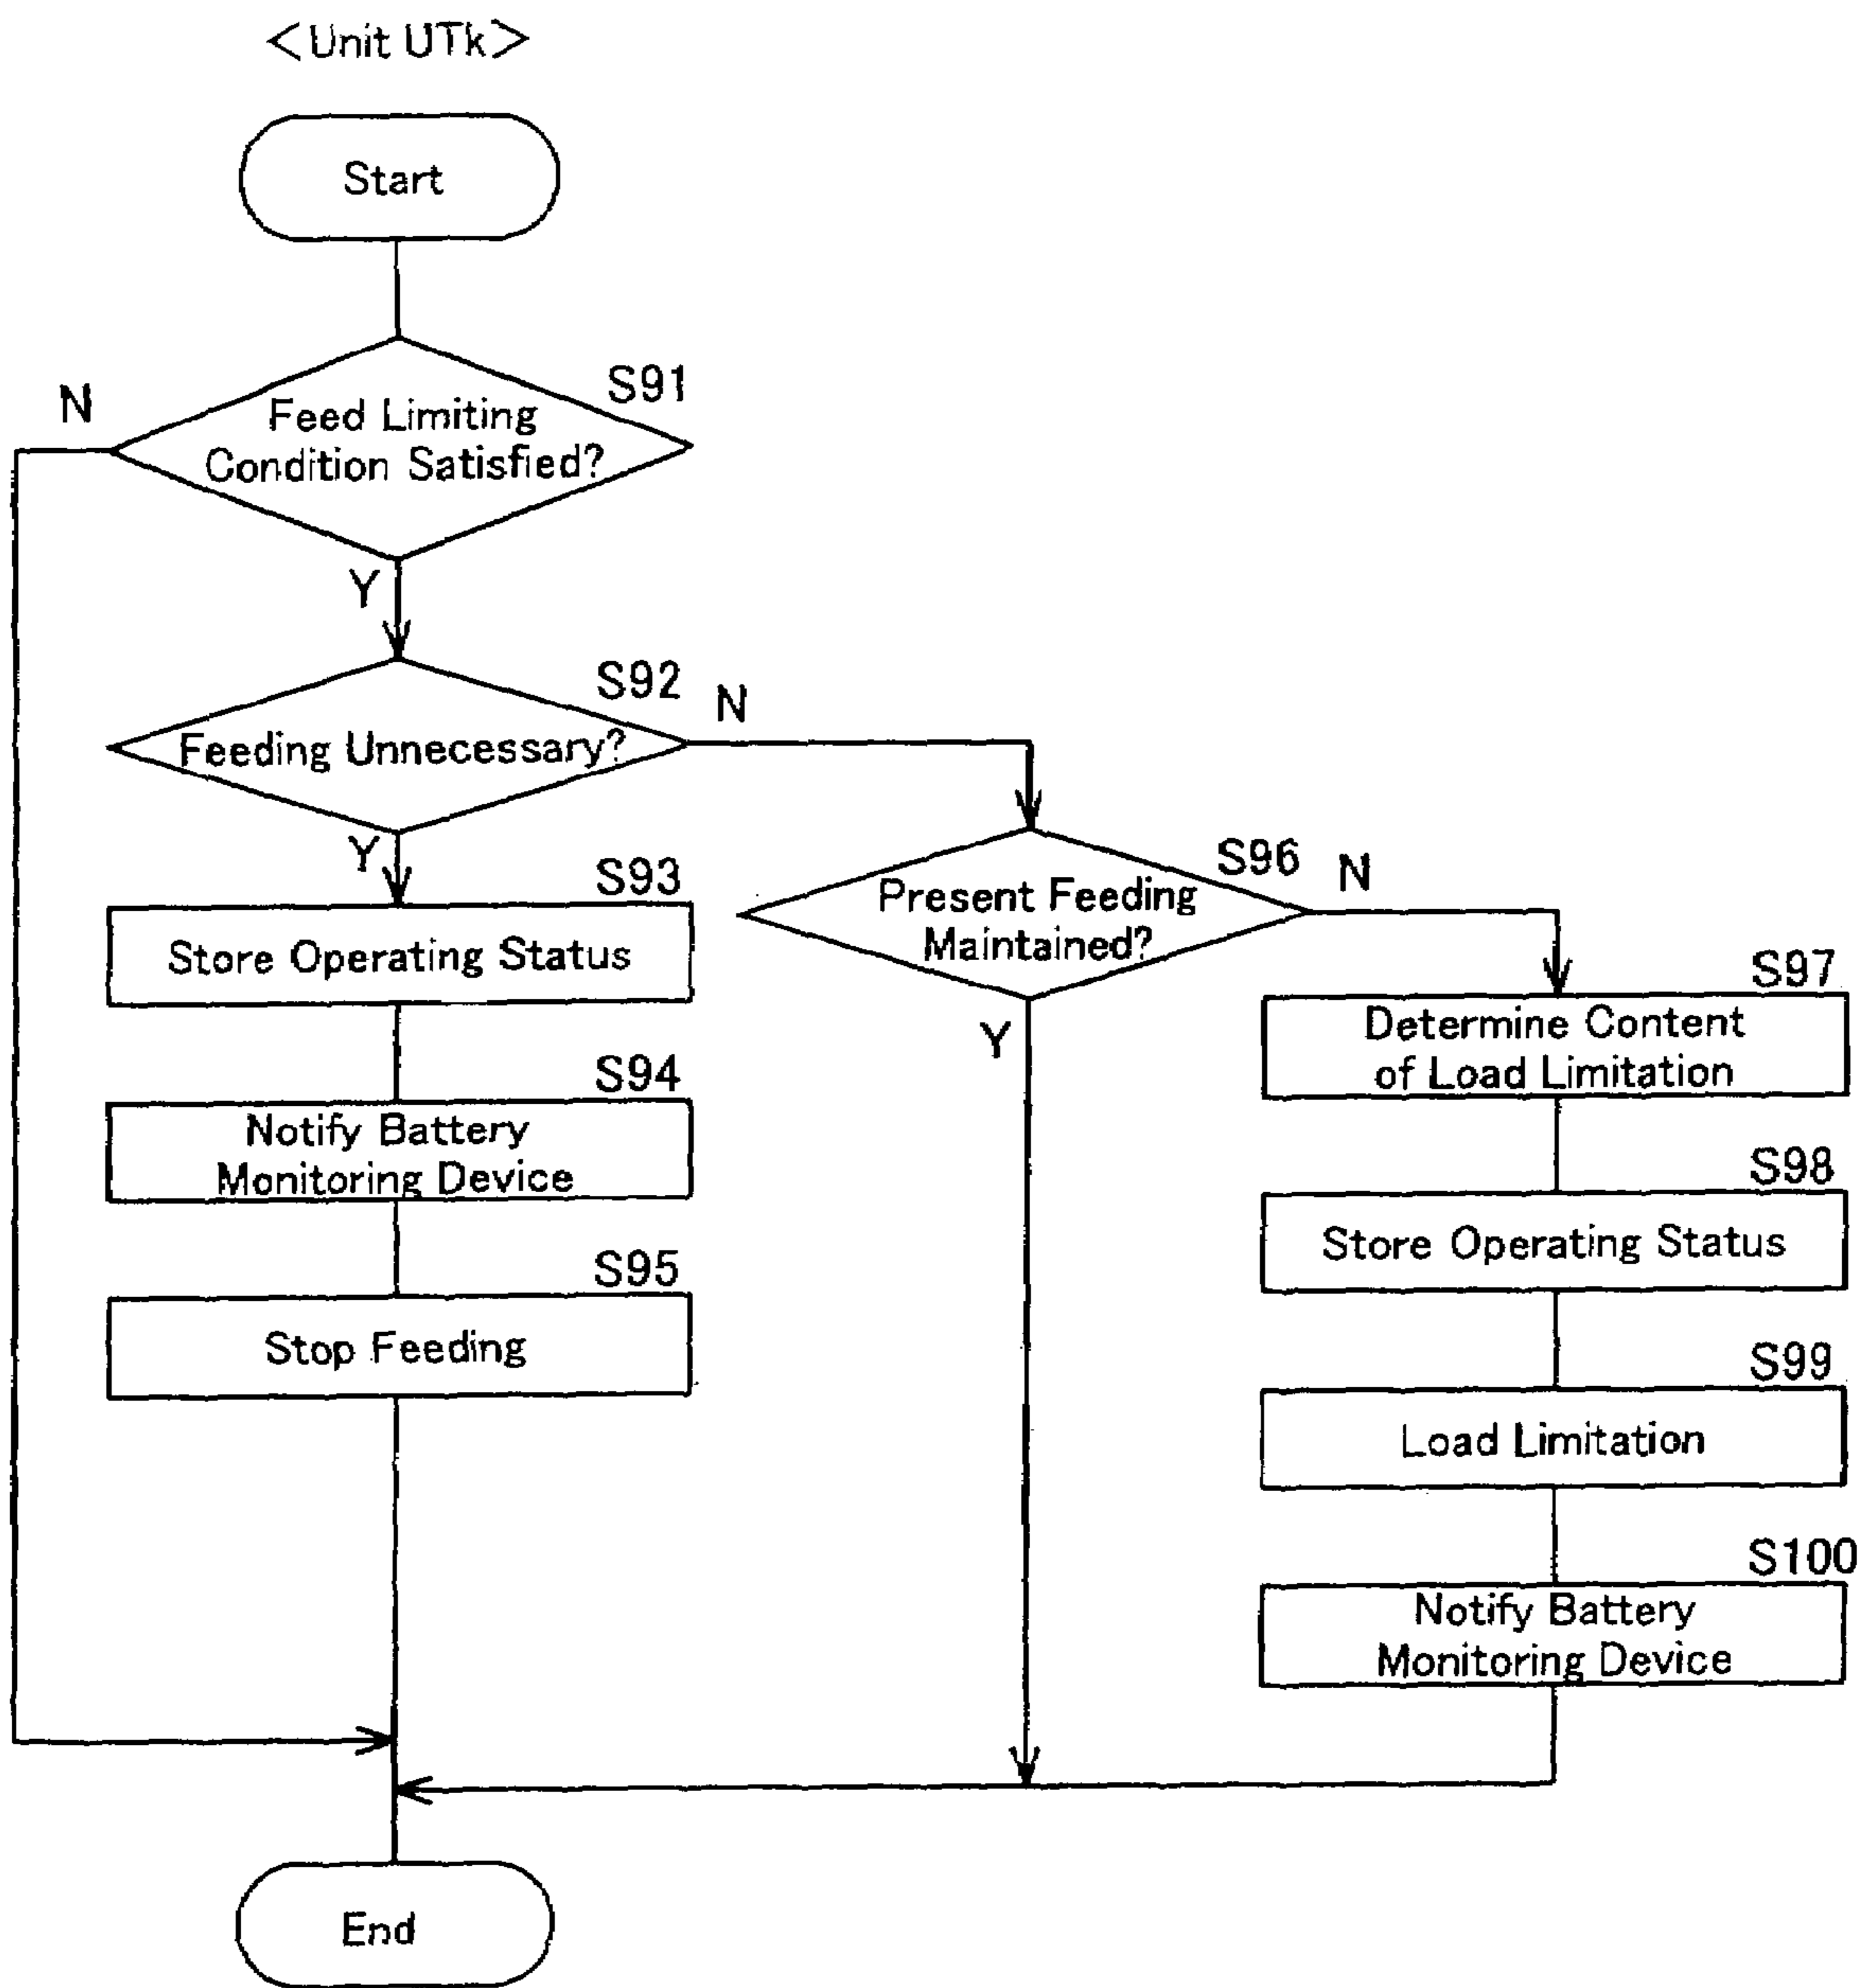 <Unit UTk>
Start
S91
N
Feed Limiting
Condition Satisfied?
Y
S92
N
Feeding Unnecessary?
Y
S93
Store Operating Status
S94
Notify Battery
Monitoring Device
S95
Stop Feeding
S96
N
Present Feeding
Maintained?
Y
S97
Determine Content
of Load Limitation
S98
Store Operating Status
S99
Load Limitation
S100
Notify Battery
Monitoring Device
End